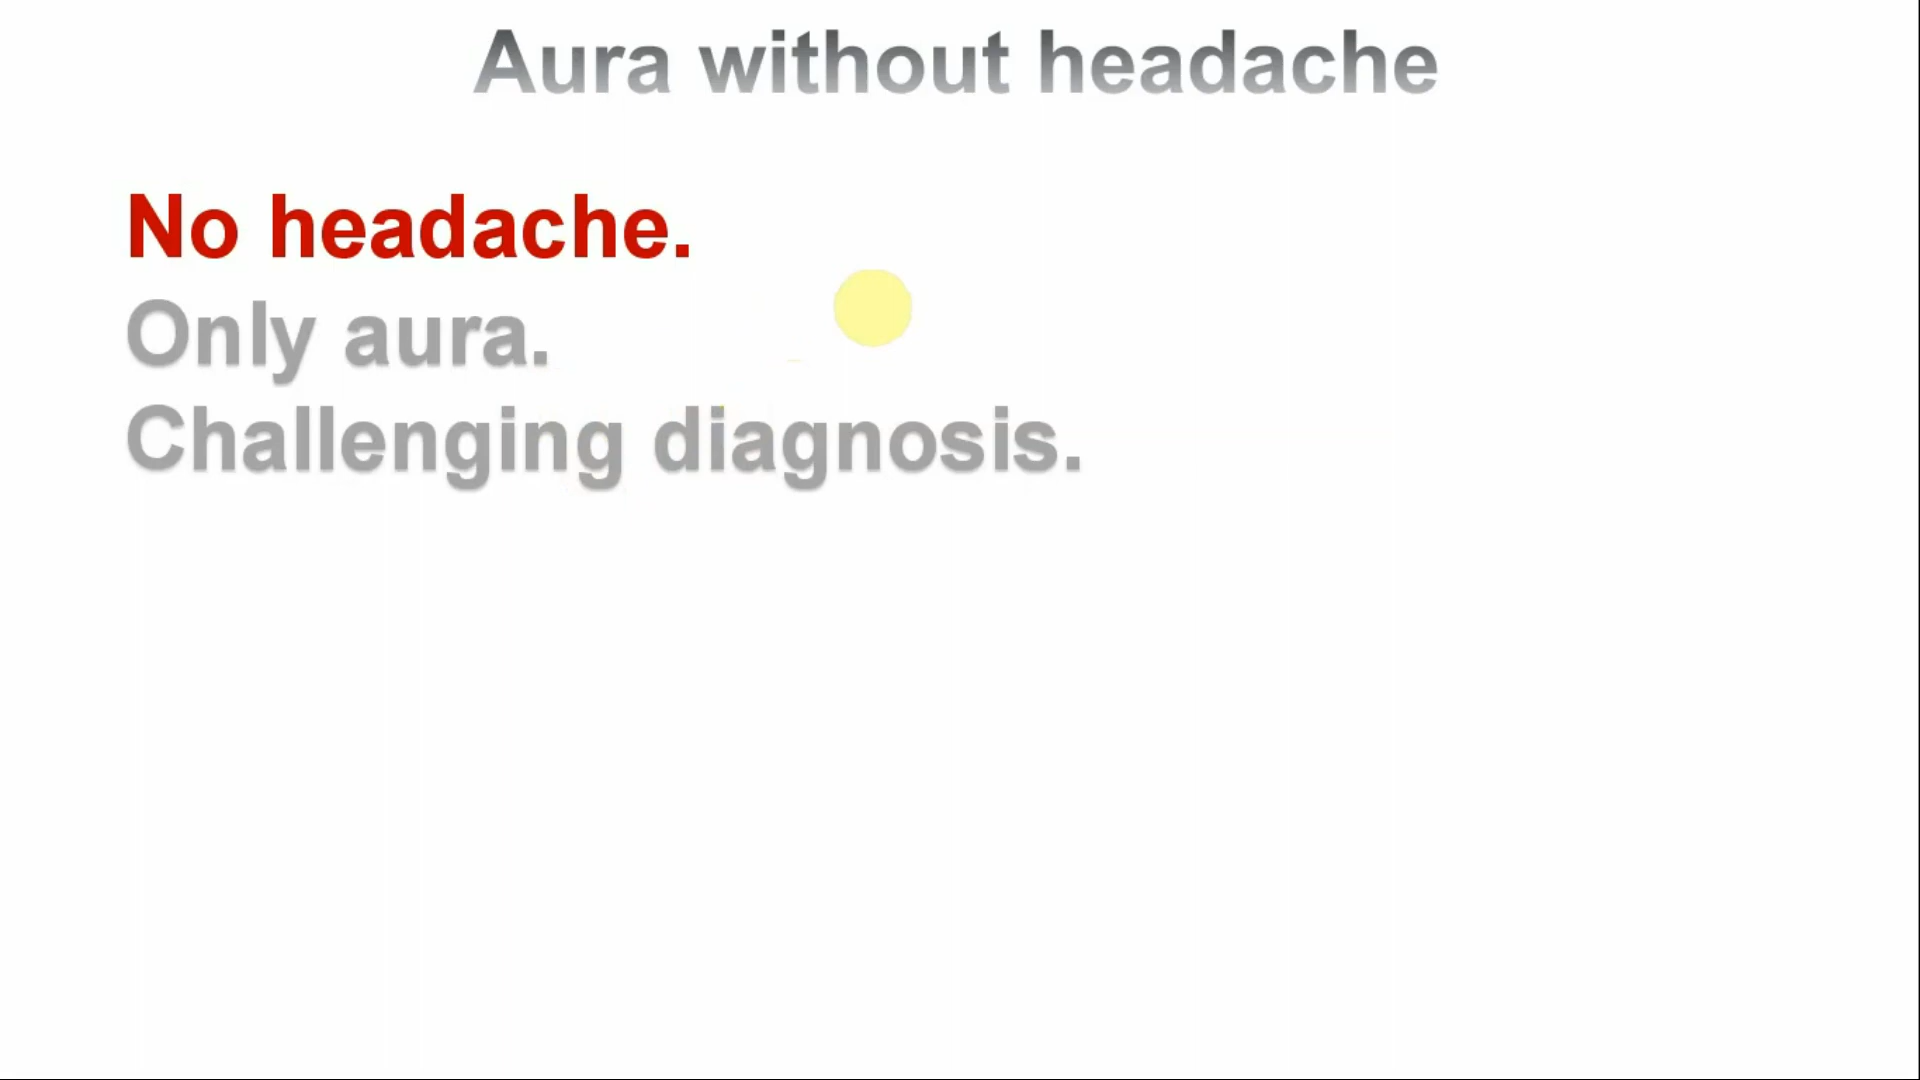 Aura without headache
No headache.
Only aura.
Challenging diagnosis.